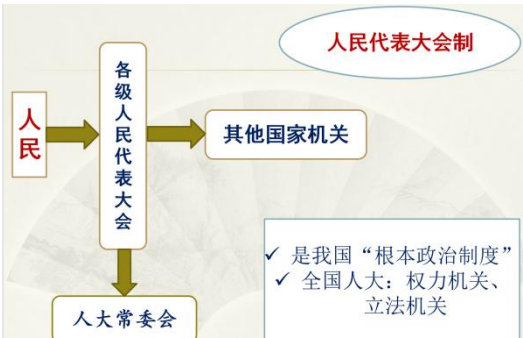 人民代表大会制
人民
各级人民代表大会
其他国家机关
人大常委会
✓ 是我国“根本政治制度”
✓ 全国人大：权力机关、
立法机关